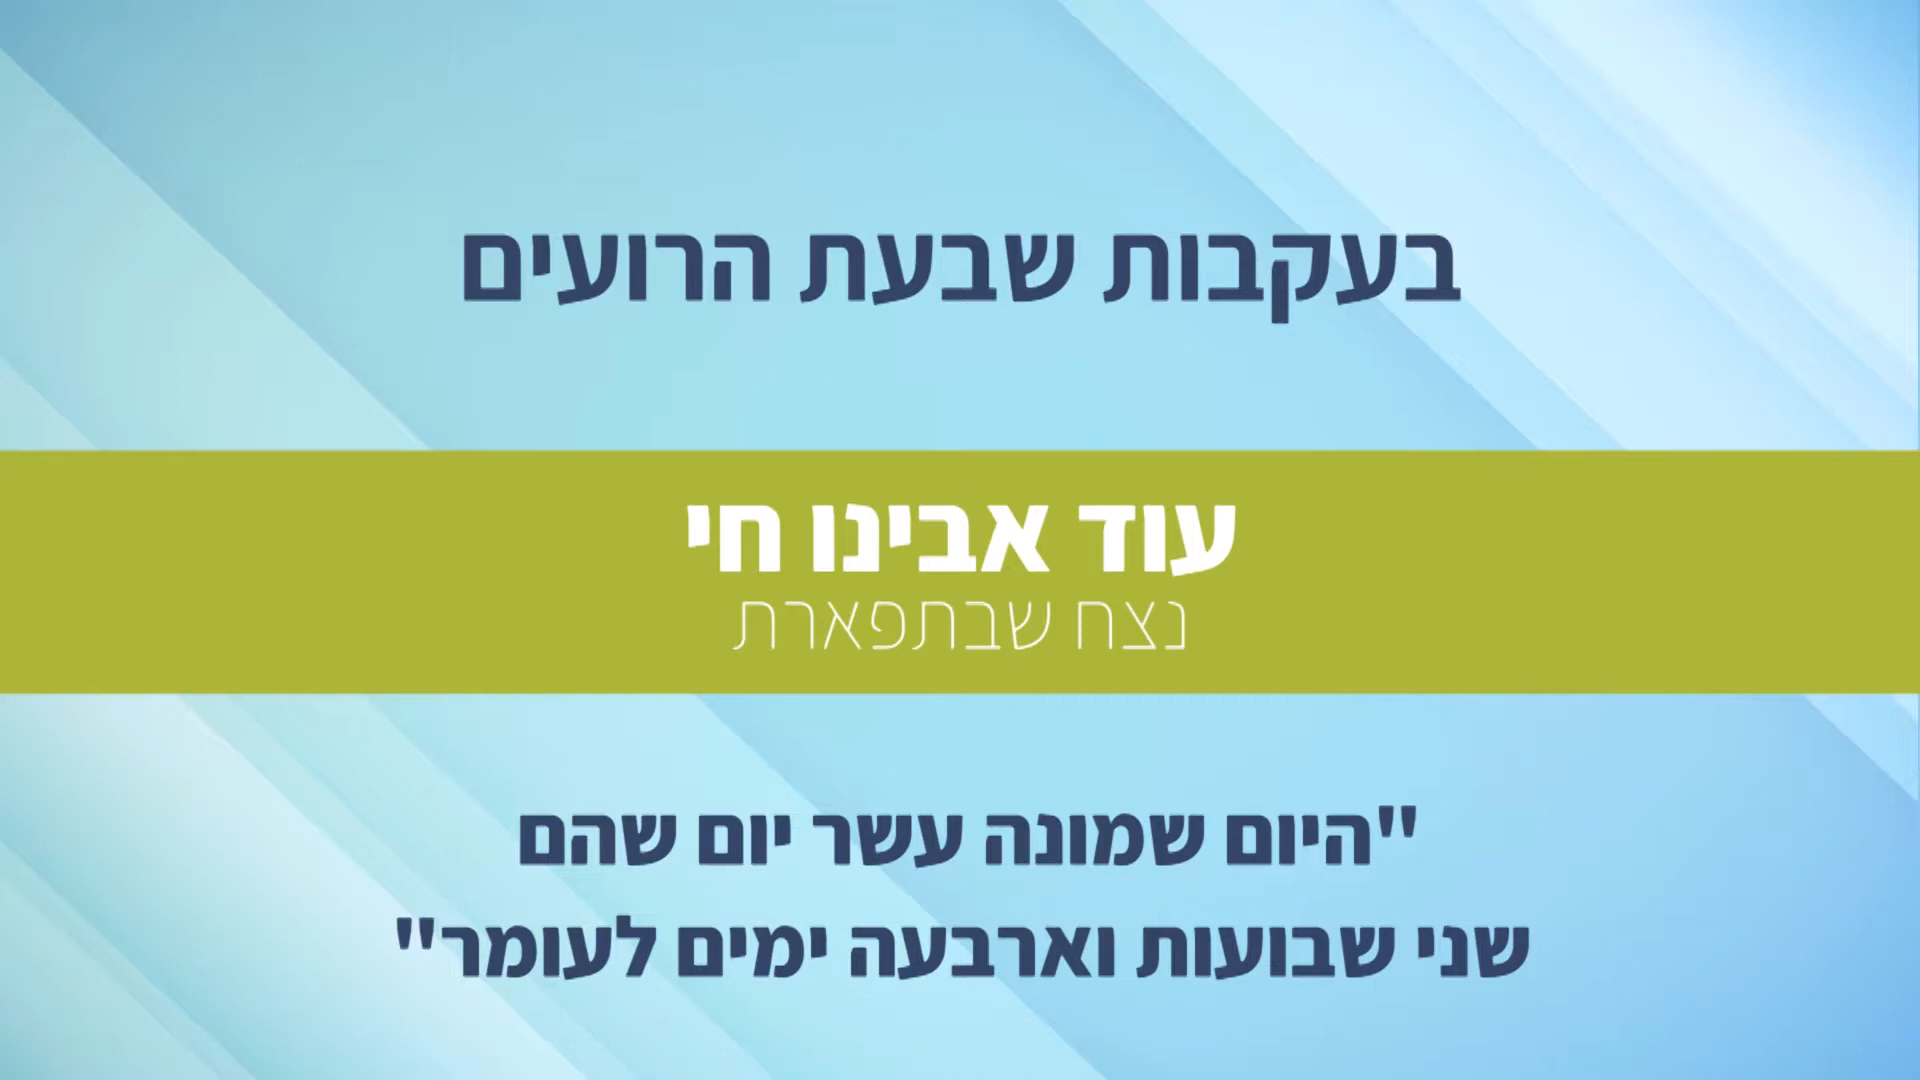 בעקבות שבעת הרועים
עוד אבינו חי
נצח שבתפארת
"היום שמונה עשר יום שהם
שני שבועות וארבעה ימים לעומר"